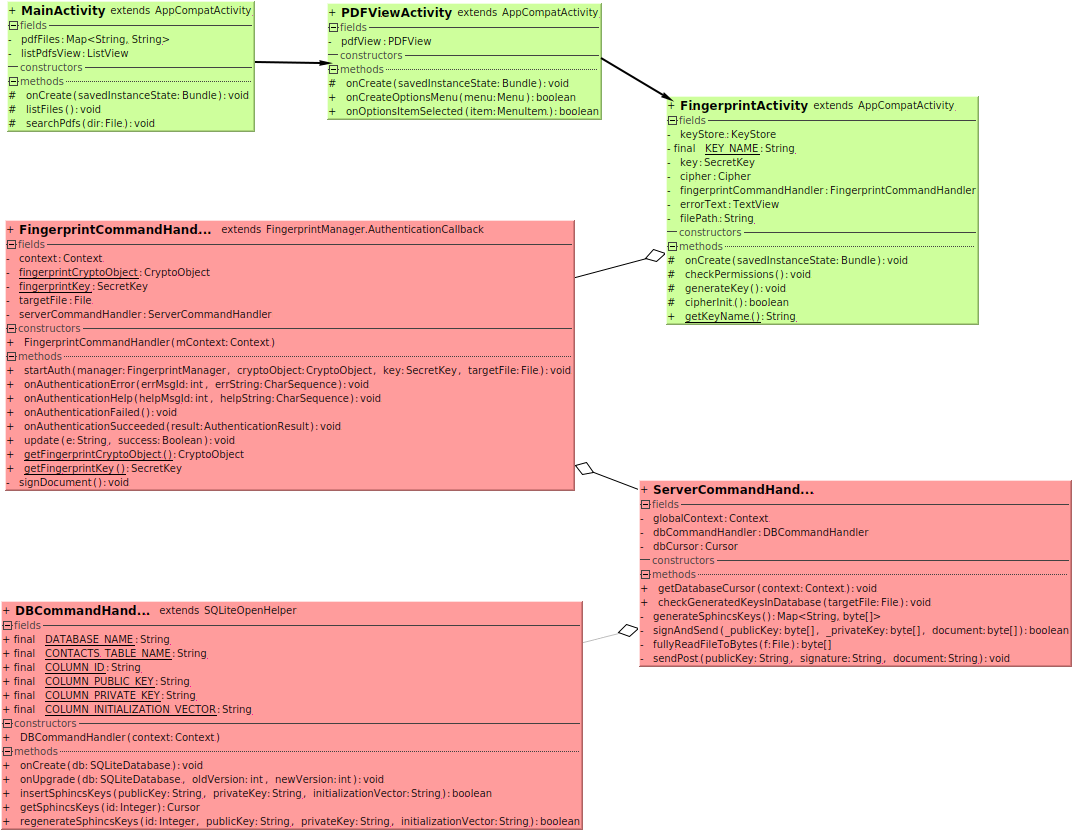 + MainActivity extends AppCompatActivity
fields
- pdfFiles:Map<String, String>
- listPdfsView:ListView
constructors
methods
# onCreate(savedInstanceState:Bundle):void
# listFiles():void
# searchPdfs(dir:File):void
+ PDFViewActivity extends AppCompatActivity
fields
- pdfView:PDFView
constructors
methods
# onCreate(savedInstanceState:Bundle):void
+ onCreateOptionsMenu(menu:Menu):boolean
+ onOptionsItemSelected(item:MenuItem):boolean
+ FingerprintActivity extends AppCompatActivity
fields
- keyStore:KeyStore
- final KEY_NAME:String
- key:SecretKey
- cipher:Cipher
- fingerprintCommandHandler:FingerprintCommandHandler
- errorText:TextView
- filePath:String
constructors
methods
# onCreate(savedInstanceState:Bundle):void
# checkPermissions():void
# generateKey():void
# cipherInit():boolean
+ getKeyName():String
+ FingerprintCommandHand... extends FingerprintManager.AuthenticationCallback
fields
- context:Context
- fingerprintCryptoObject:CryptoObject
- fingerprintKey:SecretKey
- targetFile:File
- serverCommandHandler:ServerCommandHandler
constructors
+ FingerprintCommandHandler(mContext:Context)
methods
+ startAuth(manager:FingerprintManager, cryptoObject:CryptoObject, key:SecretKey, targetFile:File):void
+ onAuthenticationError(errMsgId:int, errString:CharSequence):void
+ onAuthenticationHelp(helpMsgId:int, helpString:CharSequence):void
+ onAuthenticationFailed():void
+ onAuthenticationSucceeded(result:AuthenticationResult):void
+ update(e:String, success:Boolean):void
+ getFingerprintCryptoObject():CryptoObject
+ getFingerprintKey():SecretKey
- signDocument():void
+ ServerCommandHand...
fields
- globalContext:Context
- dbCommandHandler:DBCommandHandler
- dbCursor:Cursor
constructors
methods
+ getDatabaseCursor(context:Context):void
+ checkGeneratedKeysInDatabase(targetFile:File):void
- generateSphincsKeys():Map<String, byte[]>
- signAndSend(_publicKey:byte[], _privateKey:byte[], document:byte[]):boolean
- fullyReadFileToBytes(f:File):byte[]
- sendPost(publicKey:String, signature:String, document:String):void
+ DBCommandHand... extends SQLiteOpenHelper
fields
+ final DATABASE_NAME:String
+ final CONTACTS_TABLE_NAME:String
+ final COLUMN_ID:String
+ final COLUMN_PUBLIC_KEY:String
+ final COLUMN_PRIVATE_KEY:String
+ final COLUMN_INITIALIZATION_VECTOR:String
constructors
+ DBCommandHandler(context:Context)
methods
+ onCreate(db:SQLiteDatabase):void
+ onUpgrade(db:SQLiteDatabase, oldVersion:int, newVersion:int):void
+ insertSphincsKeys(publicKey:String, privateKey:String, initializationVector:String):boolean
+ getSphincsKeys(id:Integer):Cursor
+ regenerateSphincsKeys(id:Integer, publicKey:String, privateKey:String, initializationVector:String):boolean